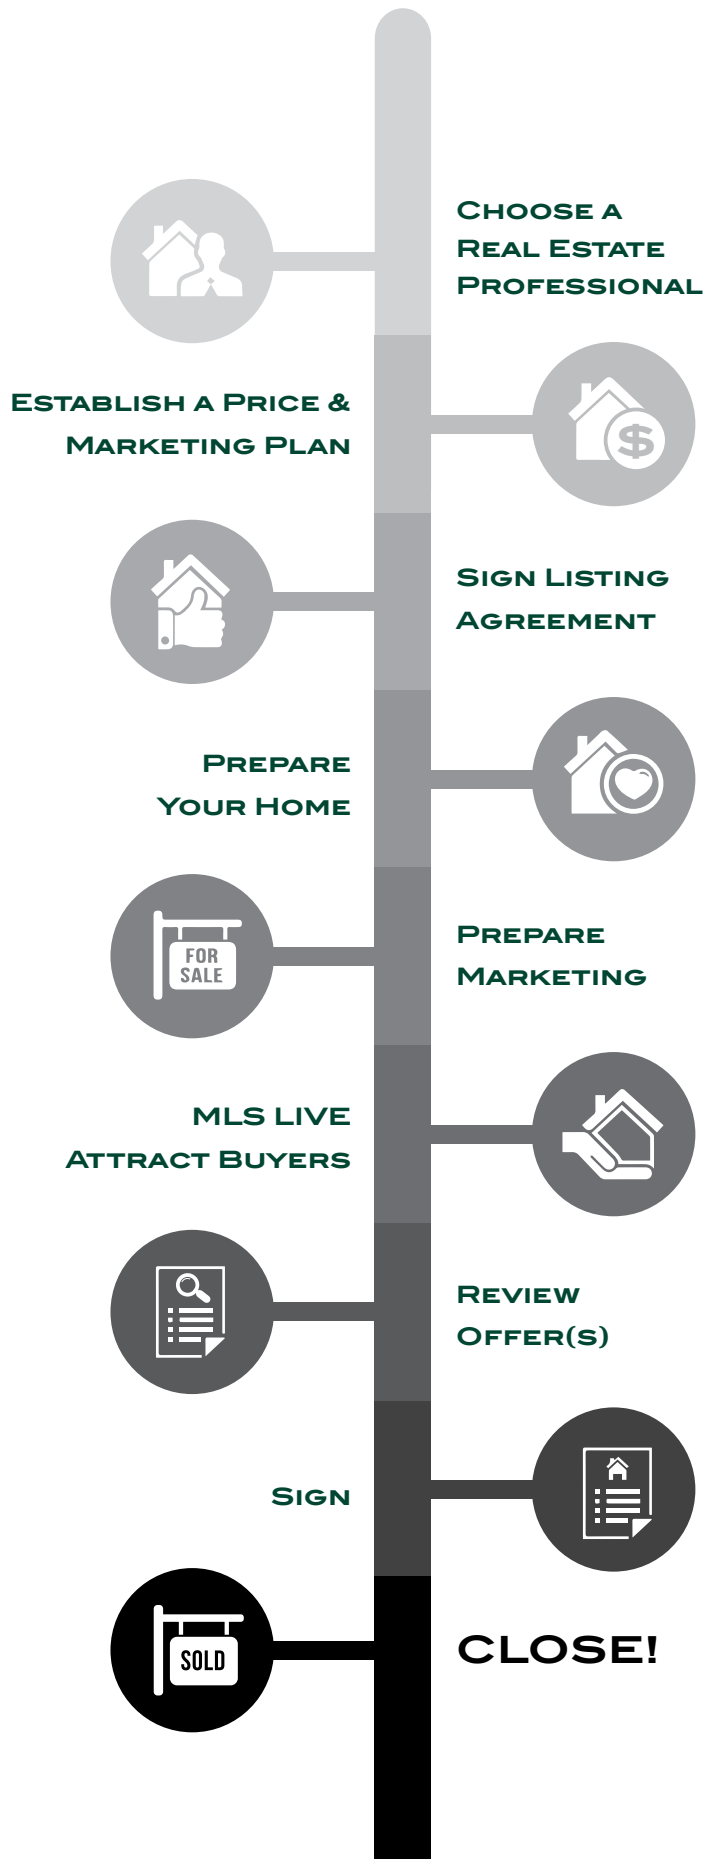 Choose a
Real Estate
Professional
Establish a Price &
Marketing Plan
$
Sign Listing
Agreement
Prepare
Your Home
FOR
SALE
Prepare
Marketing
MLS LIVE
Attract Buyers
Review
Offer(s)
Sign
SOLD
CLOSE!